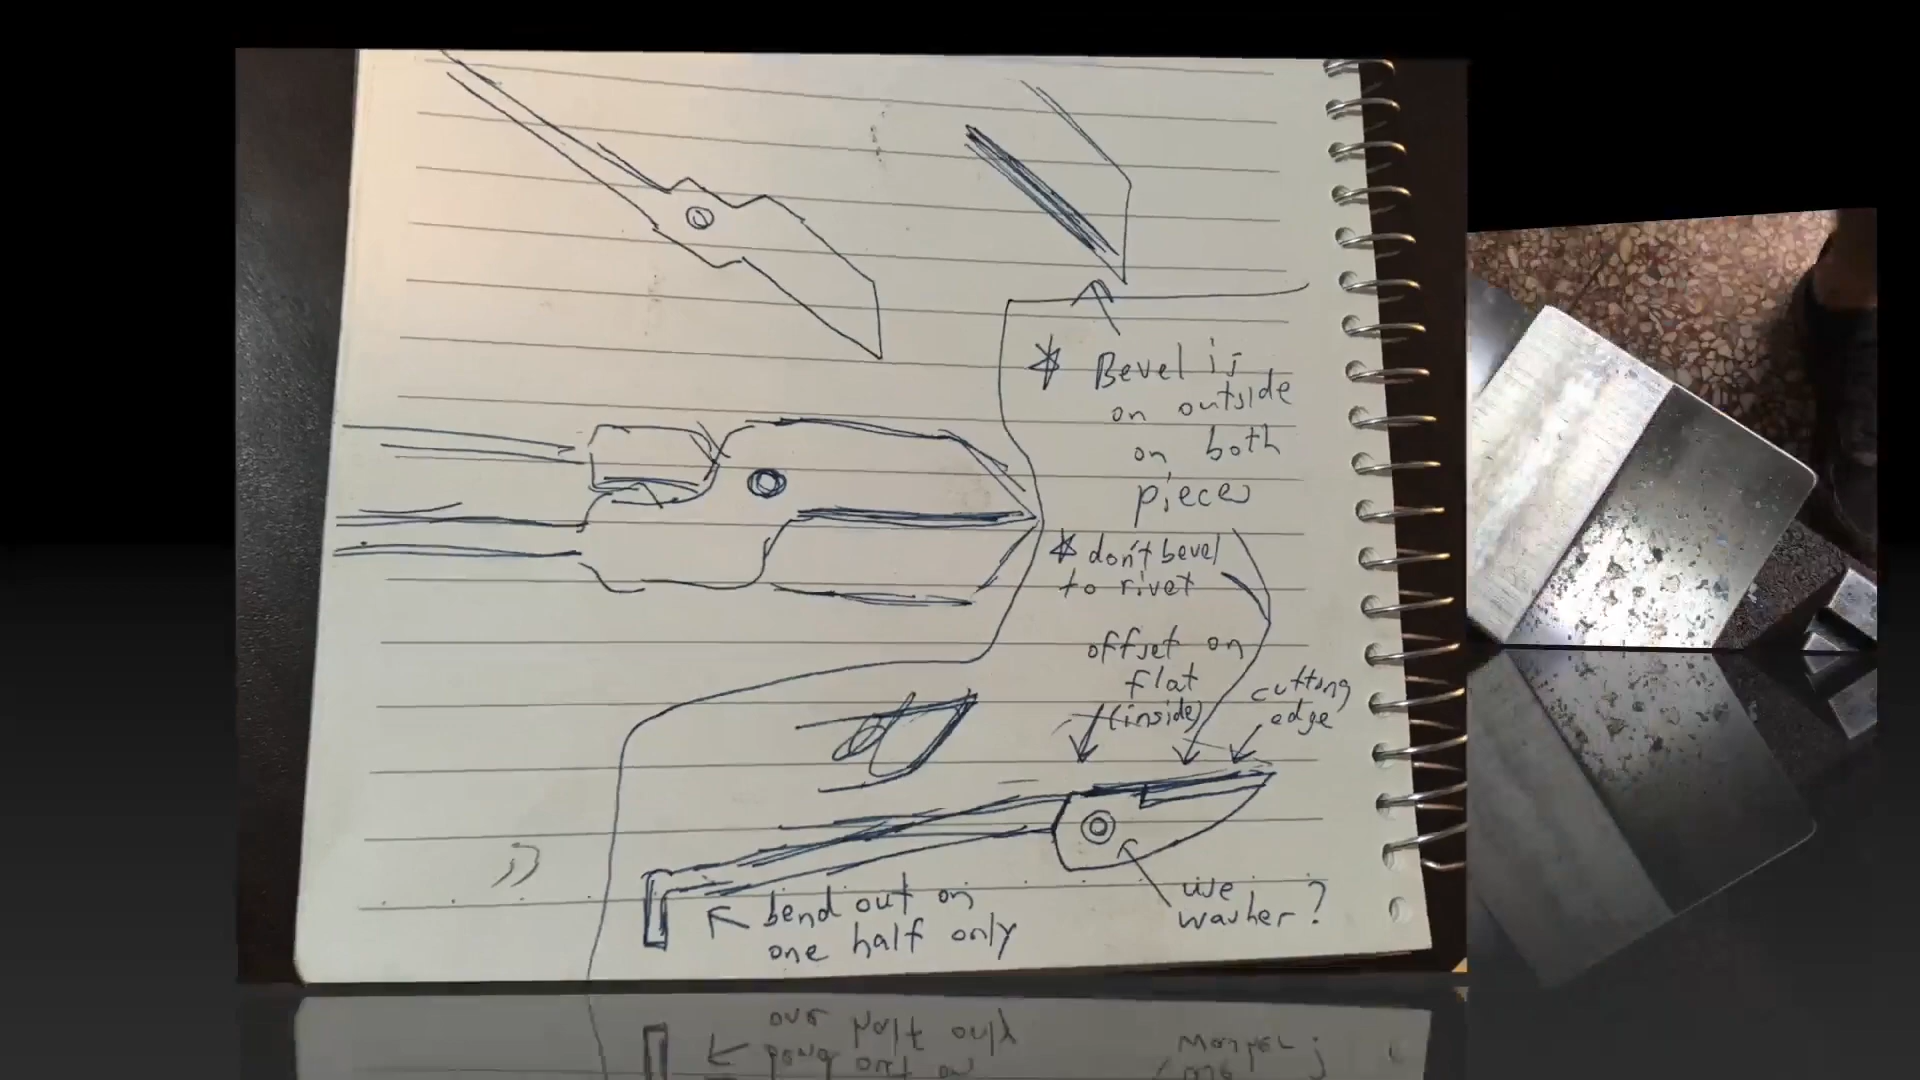 * Bevel is
on outside
on both
pieces
* don't bevel
to rivet
offset on
flat
(inside)
cutting
edge
use
washer?
bend out on
one half only